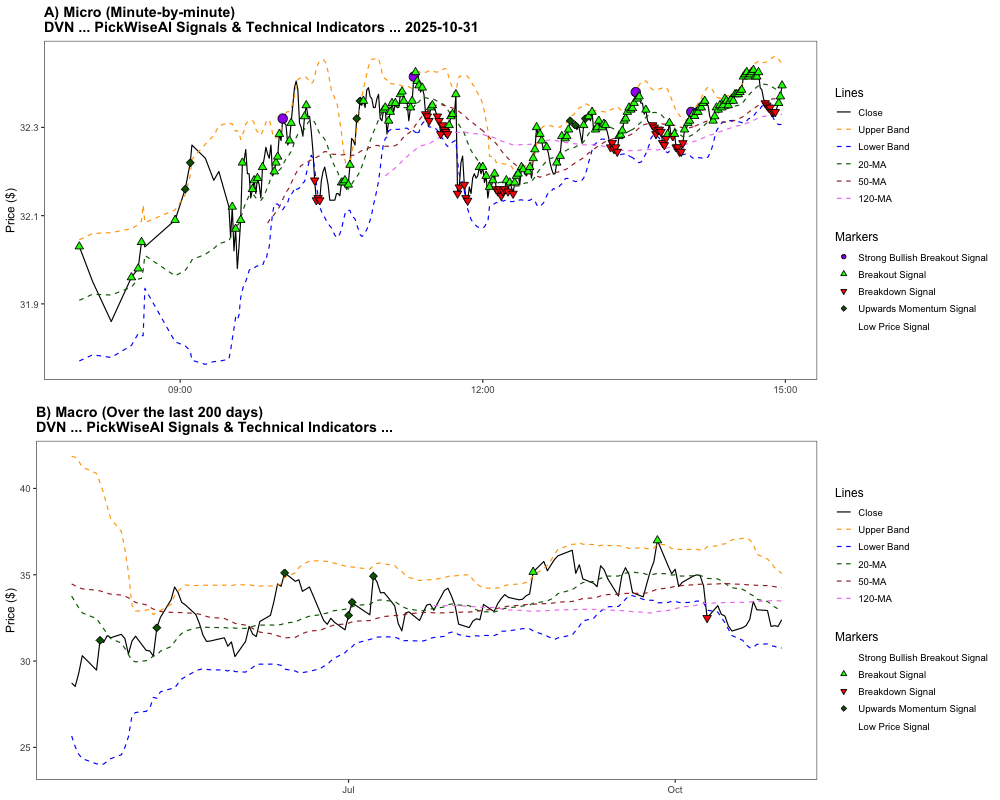 A) Micro (Minute-by-minute)
DVN ... PickWiseAI Signals & Technical Indicators ... 2025-10-31
Price ($)
32.3
32.1
31.9
09:00
12:00
15:00
Lines
Close
Upper Band
Lower Band
20-MA
50-MA
120-MA
Markers
Strong Bullish Breakout Signal
Breakout Signal
Breakdown Signal
Upwards Momentum Signal
Low Price Signal
B) Macro (Over the last 200 days)
DVN ... PickWiseAI Signals & Technical Indicators ...
Price ($)
40
35
30
25
Jul
Oct
Lines
Close
Upper Band
Lower Band
20-MA
50-MA
120-MA
Markers
Strong Bullish Breakout Signal
Breakout Signal
Breakdown Signal
Upwards Momentum Signal
Low Price Signal